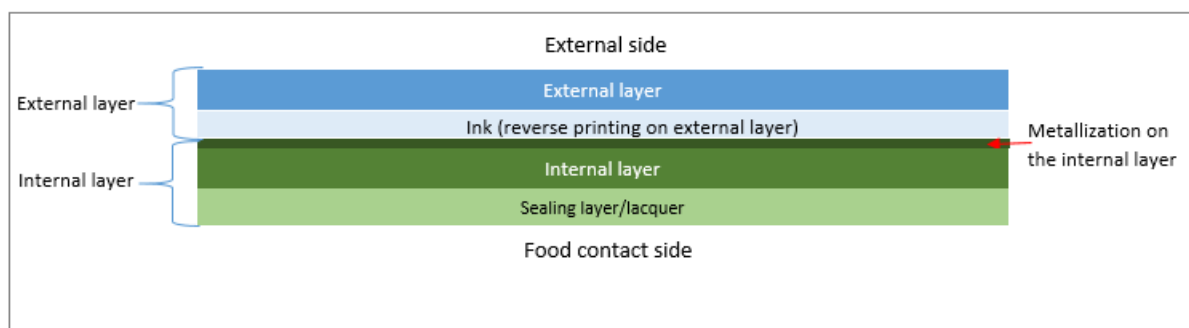 External side
External layer
External layer
Ink (reverse printing on external layer)
Metallization on
the internal layer
Internal layer
Internal layer
Sealing layer/lacquer
Food contact side